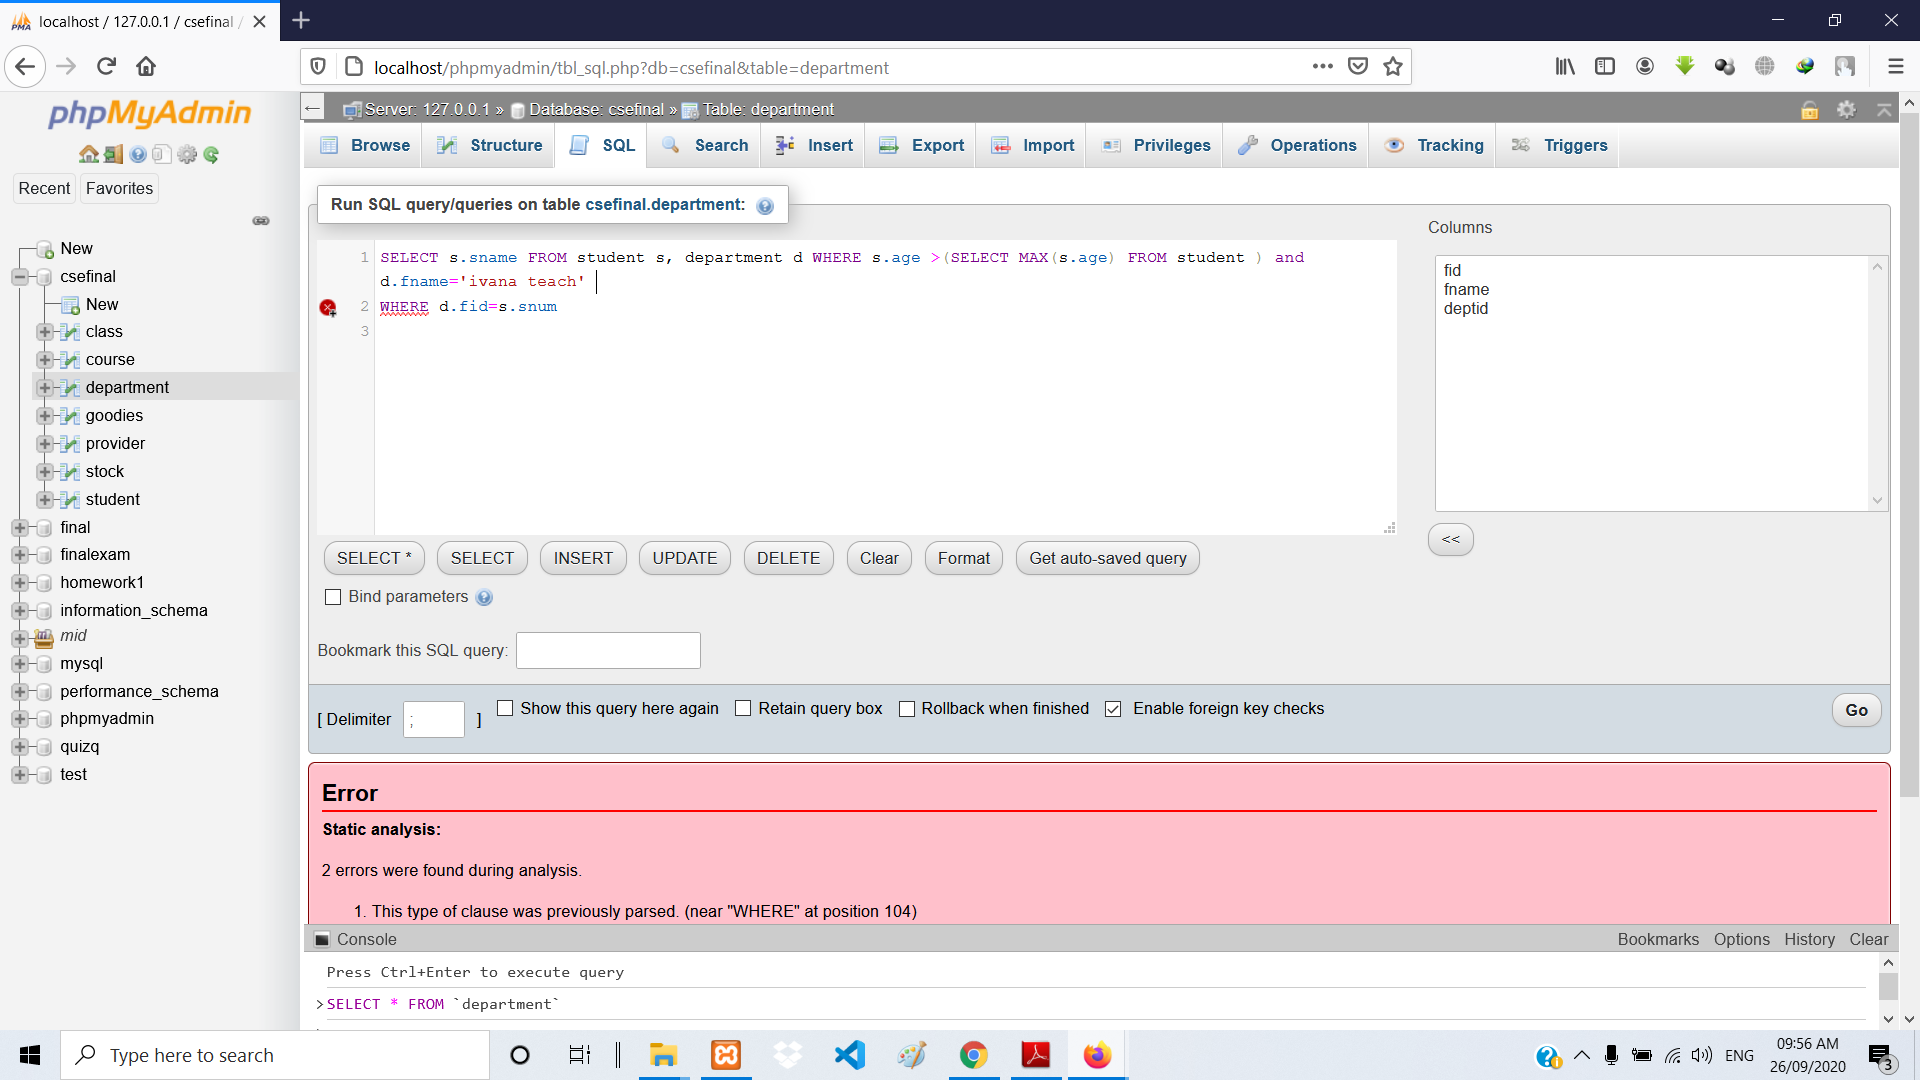 localhost / 127.0.0.1 / csefinal /
localhost/phpmyadmin/tbl_sql.php?db=csefinal&table=department
phpMyAdmin
Recent
Favorites
New
csefinal
New
class
course
department
goodies
provider
stock
student
final
finalexam
homework1
information_schema
mid
mysql
performance_schema
phpmyadmin
quizq
test
Server: 127.0.0.1 » Database: csefinal » Table: department
Browse
Structure
SQL
Search
Insert
Export
Import
Privileges
Operations
Tracking
Triggers
Run SQL query/queries on table csefinal.department:
1 SELECT s.sname FROM student s, department d WHERE s.age >(SELECT MAX(s.age) FROM student ) and
d.fname='ivana teach'
2 WHERE d.fid=s.snum
3
Columns
fid
fname
deptid
<<
SELECT *
SELECT
INSERT
UPDATE
DELETE
Clear
Format
Get auto-saved query
Bind parameters
Bookmark this SQL query:
[ Delimiter ; ]
Show this query here again
Retain query box
Rollback when finished
Enable foreign key checks
Go
Error
Static analysis:
2 errors were found during analysis.
1. This type of clause was previously parsed. (near "WHERE" at position 104)
Console
Bookmarks
Options
History
Clear
Press Ctrl+Enter to execute query
>SELECT * FROM `department`
Type here to search
ENG
09:56 AM
26/09/2020
3